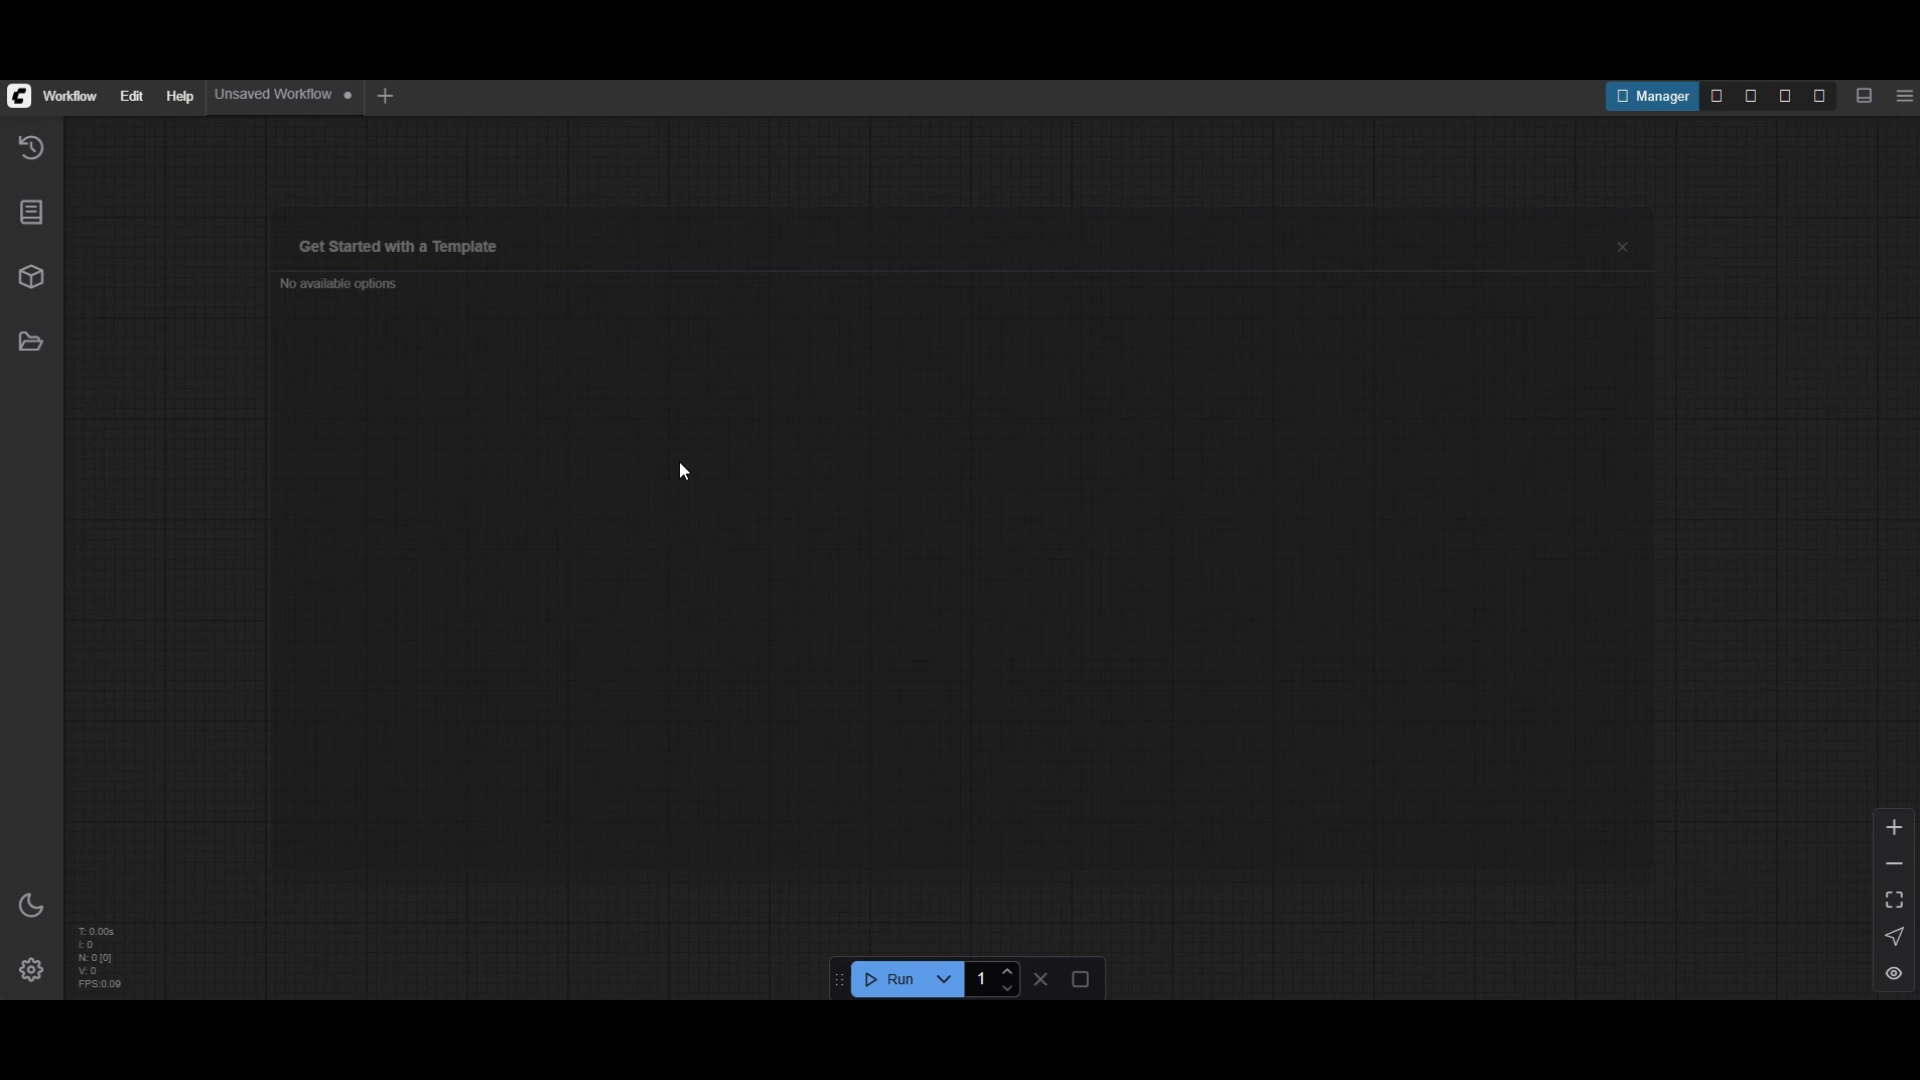 Workflow Edit Help Unsaved Workflow Manager
Get Started with a Template
No available options
T: 0.00s
I: 0
N: 0 [0]
V: 0
FPS:0.09
Run 1